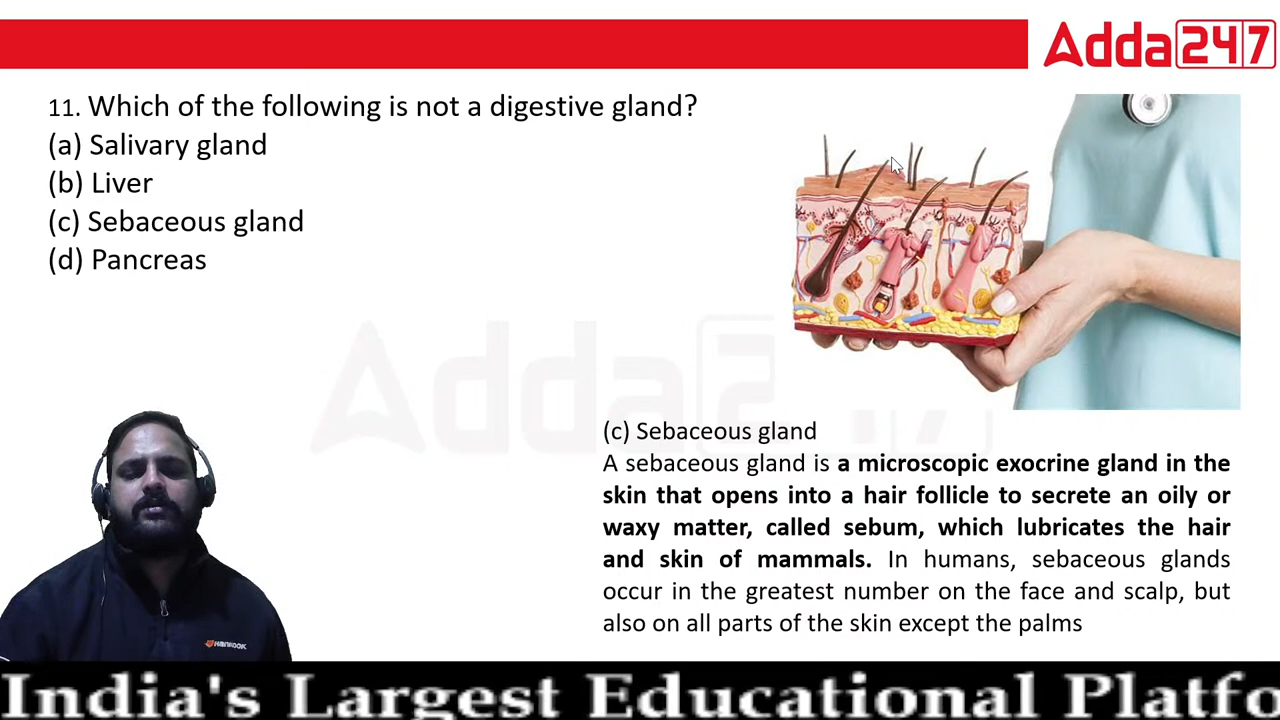 Adda247
11. Which of the following is not a digestive gland?
(a) Salivary gland
(b) Liver
(c) Sebaceous gland
(d) Pancreas
(c) Sebaceous gland
A sebaceous gland is a microscopic exocrine gland in the
skin that opens into a hair follicle to secrete an oily or
waxy matter, called sebum, which lubricates the hair
and skin of mammals. In humans, sebaceous glands
occur in the greatest number on the face and scalp, but
also on all parts of the skin except the palms
HANKOOK
India's Largest Educational Platfo